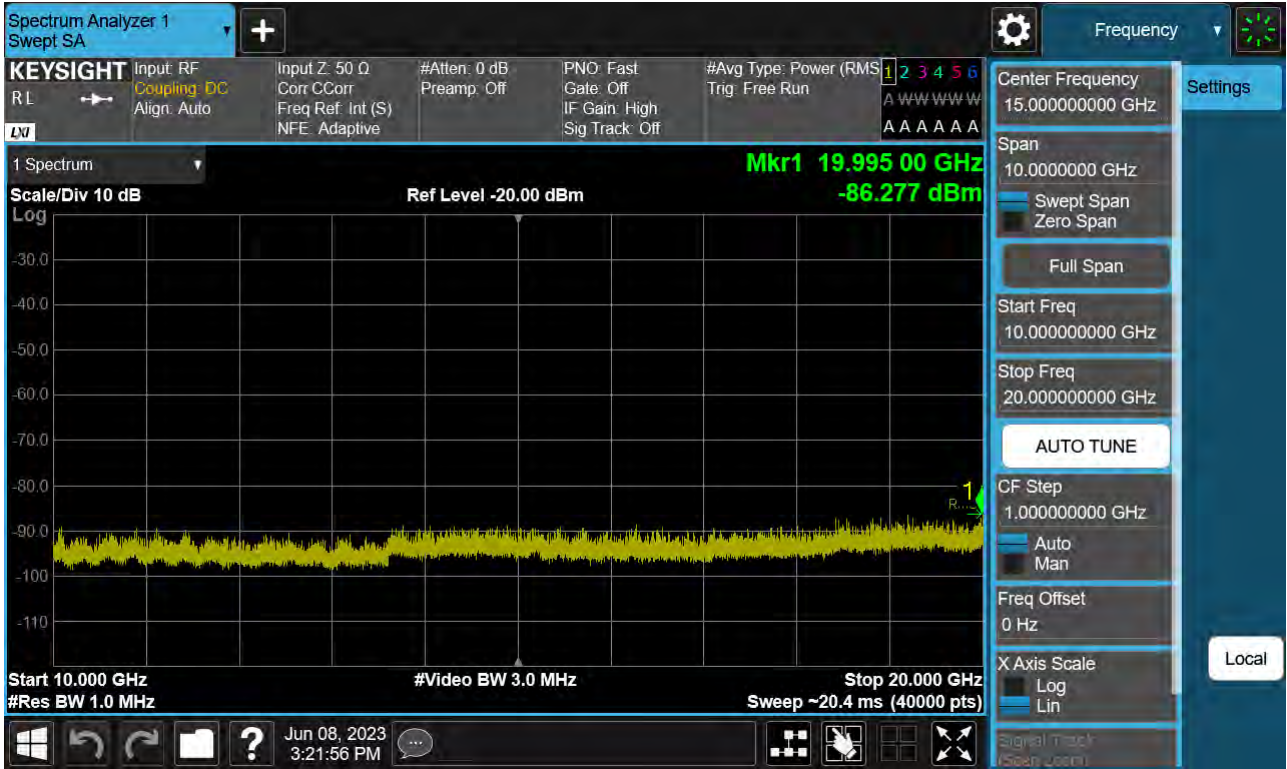 Spectrum Analyzer 1
Swept SA
Frequency
KEYSIGHT
R L
LXI
Input: RF
Coupling: DC
Align: Auto
Input Z: 50 Ω
Corr CCorr
Freq Ref: Int (S)
NFE: Adaptive
#Atten: 0 dB
Preamp: Off
PNO: Fast
Gate: Off
IF Gain: High
Sig Track: Off
#Avg Type: Power (RMS
Trig: Free Run
1 2 3 4 5 6
A W W W W W
A A A A A A
1 Spectrum
Scale/Div 10 dB
Log
Ref Level -20.00 dBm
Mkr1 19.995 00 GHz
-86.277 dBm
-30.0
-40.0
-50.0
-60.0
-70.0
-80.0
-90.0
-100
-110
1
Start 10.000 GHz
#Res BW 1.0 MHz
#Video BW 3.0 MHz
Stop 20.000 GHz
Sweep ~20.4 ms (40000 pts)
Center Frequency
15.000000000 GHz
Span
10.0000000 GHz
Swept Span
Zero Span
Full Span
Start Freq
10.000000000 GHz
Stop Freq
20.000000000 GHz
AUTO TUNE
CF Step
1.000000000 GHz
Auto
Man
Freq Offset
0 Hz
X Axis Scale
Log
Lin
Signal Track
(Span Zoom)
Settings
Local
?
Jun 08, 2023
3:21:56 PM